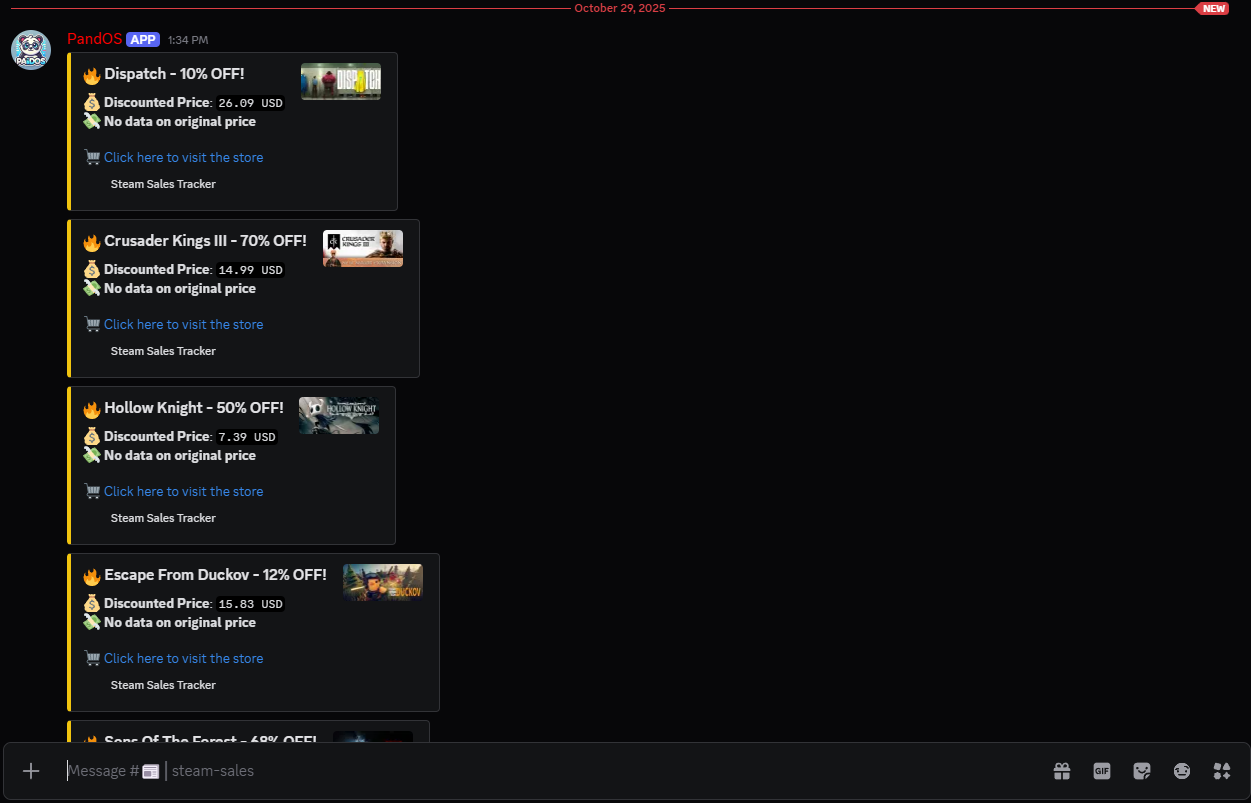 October 29, 2025
NEW
PandOS APP 1:34 PM
PANDOS
Dispatch - 10% OFF!
DISPATCH
Discounted Price: 26.09 USD
No data on original price
Click here to visit the store
Steam Sales Tracker
Crusader Kings III - 70% OFF!
CRUSADER
KINGS III
Discounted Price: 14.99 USD
No data on original price
Click here to visit the store
Steam Sales Tracker
Hollow Knight - 50% OFF!
HOLLOW KNIGHT
Discounted Price: 7.39 USD
No data on original price
Click here to visit the store
Steam Sales Tracker
Escape From Duckov - 12% OFF!
DUCKOV
Discounted Price: 15.83 USD
No data on original price
Click here to visit the store
Steam Sales Tracker
Sons Of The Forest - 68% OFF!
Message # | steam-sales
GIF